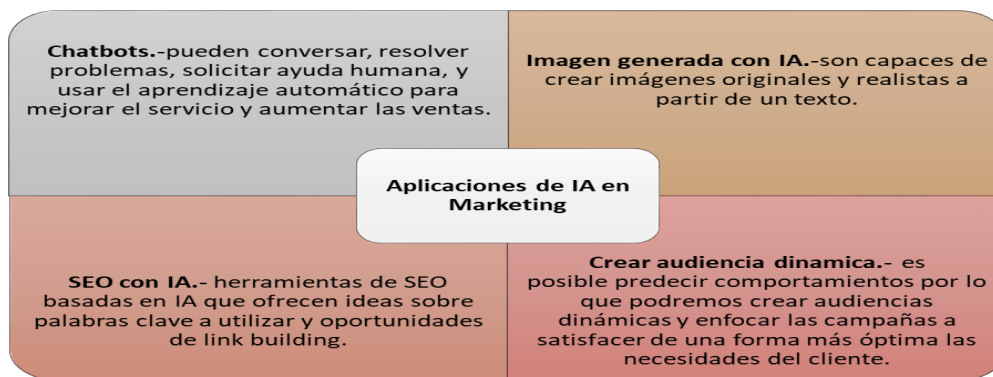 Chatbots.-pueden conversar, resolver
problemas, solicitar ayuda humana, y
usar el aprendizaje automático para
mejorar el servicio y aumentar las ventas.
Imagen generada con IA.-son capaces de
crear imágenes originales y realistas a
partir de un texto.
Aplicaciones de IA en
Marketing
SEO con IA.- herramientas de SEO
basadas en IA que ofrecen ideas sobre
palabras clave a utilizar y oportunidades
de link building.
Crear audiencia dinamica.- es
posible predecir comportamientos por lo
que podremos crear audiencias
dinámicas y enfocar las campañas a
satisfacer de una forma más óptima las
necesidades del cliente.